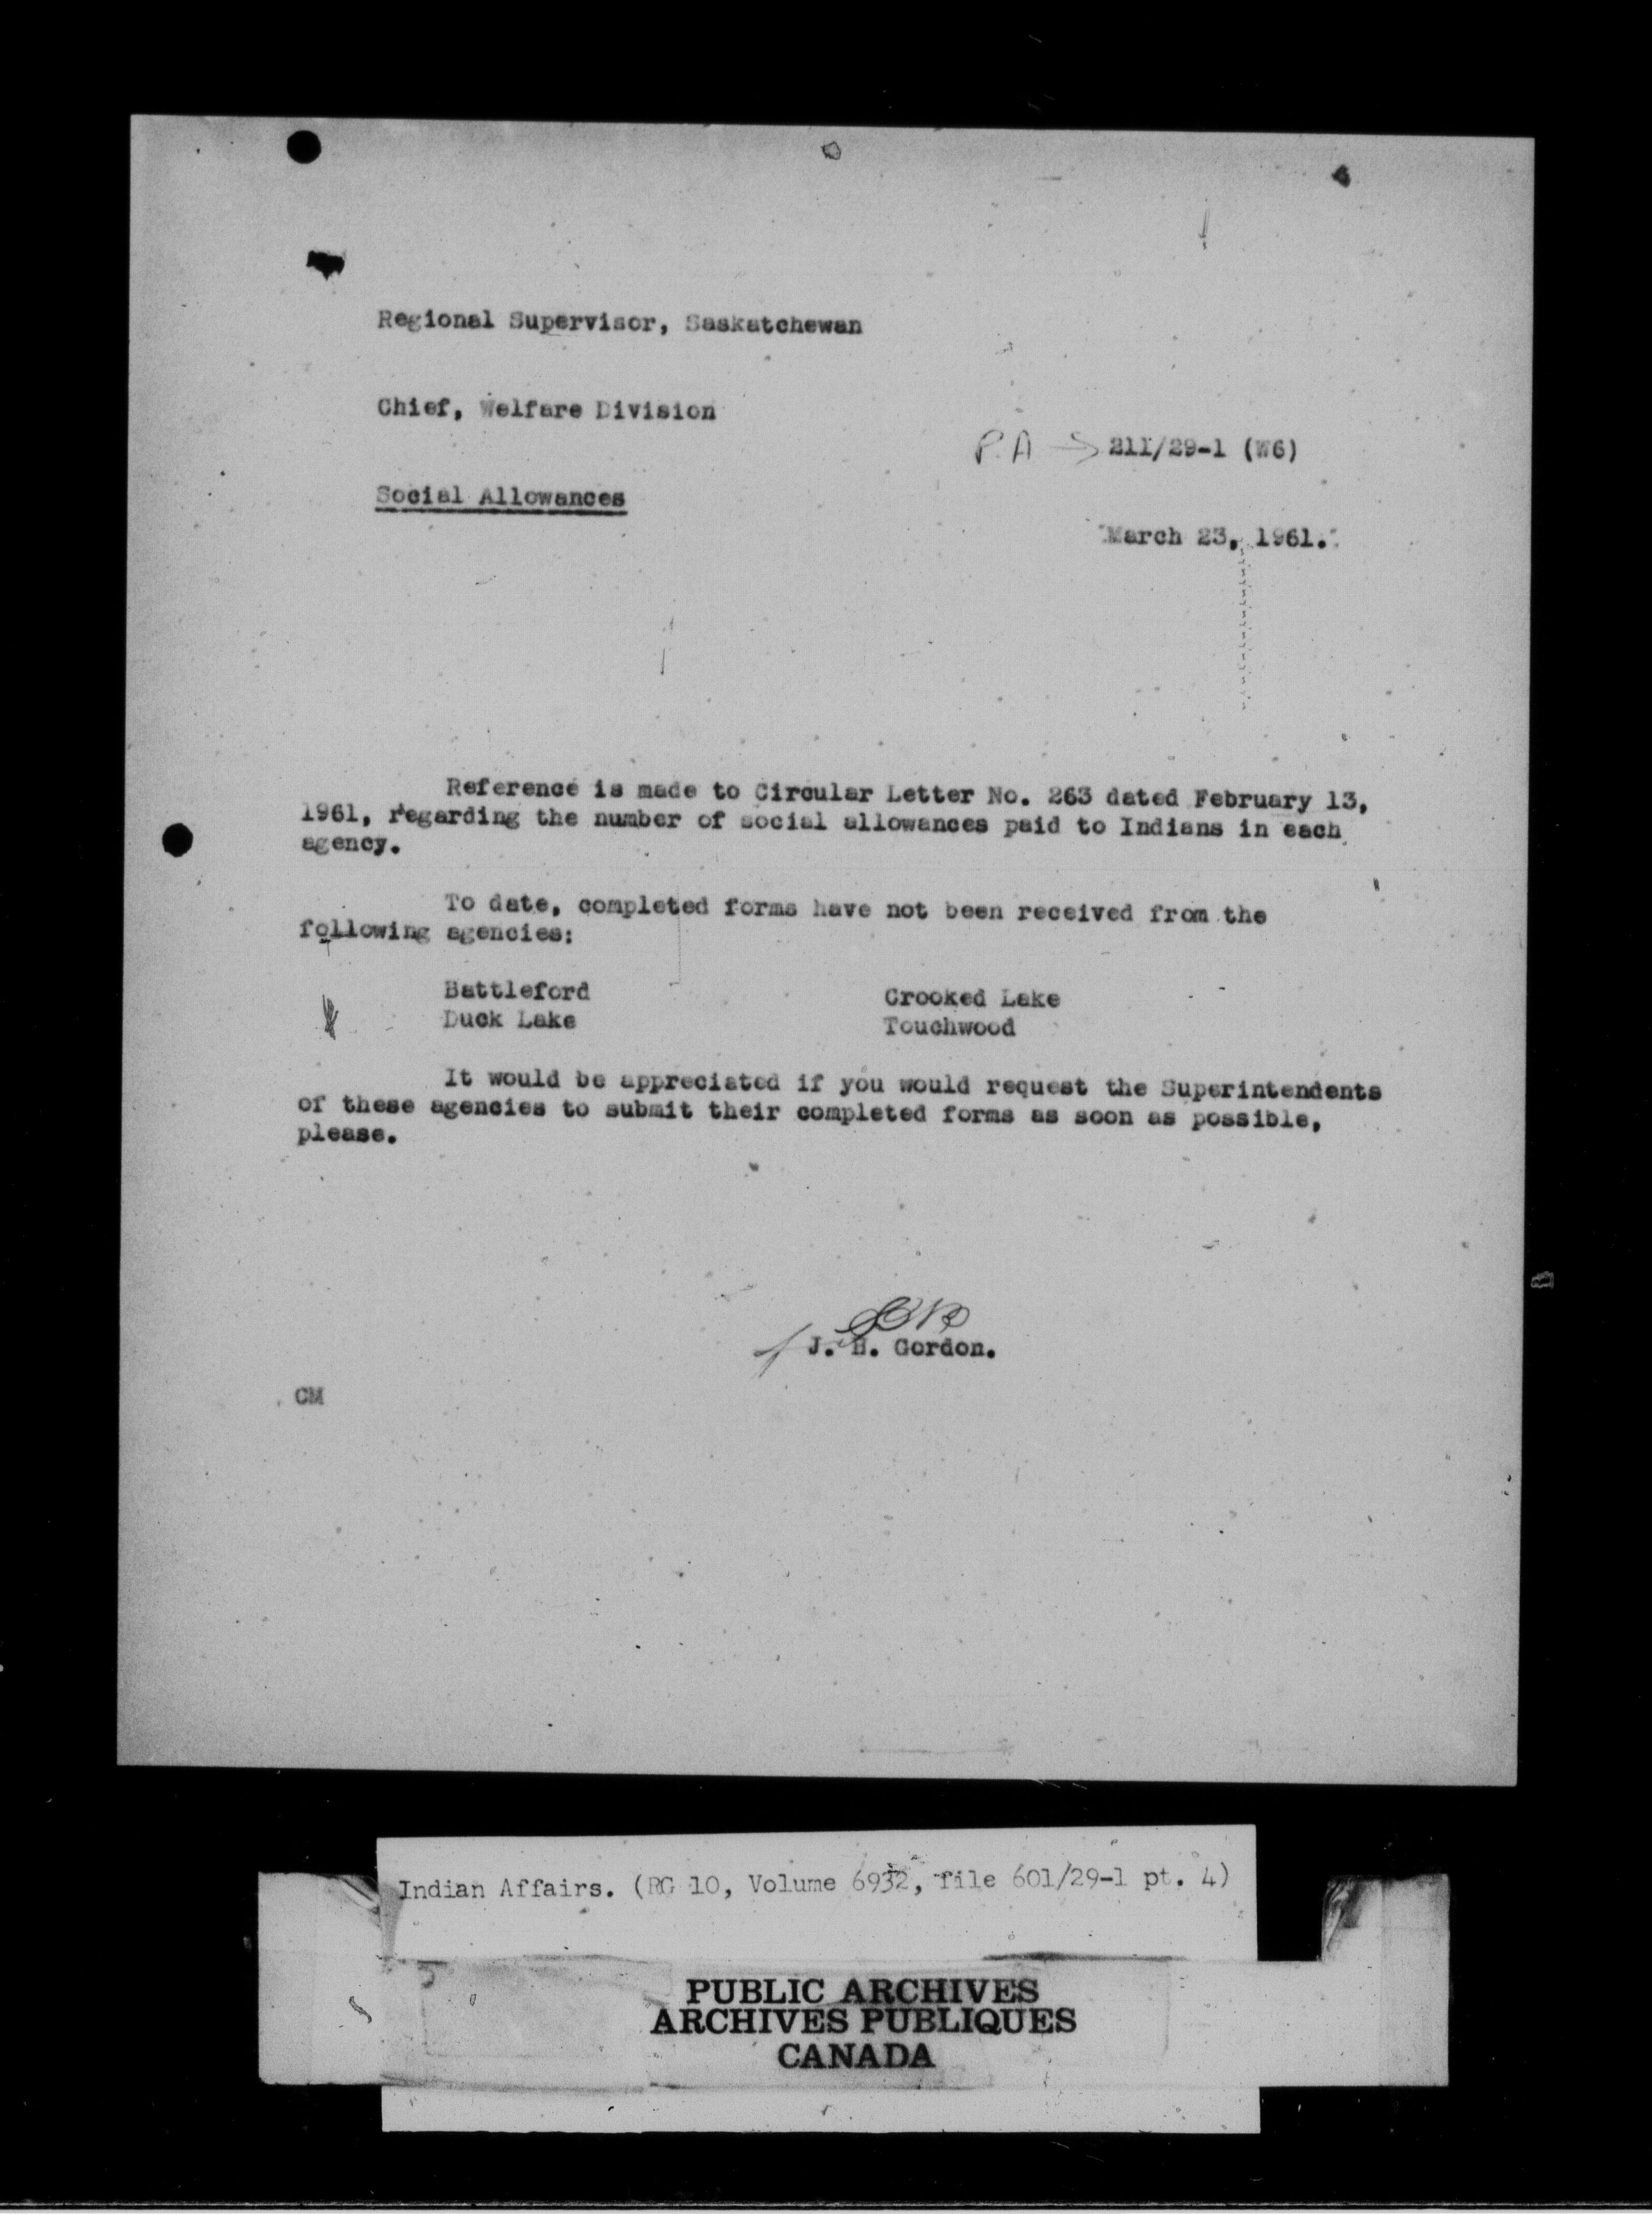 Regional Supervisor, Saskatchewan
Chief, Welfare Division
P.A → 211/29-1 (W6)
Social Allowances
March 23, 1961.
Reference is made to Circular Letter No. 263 dated February 13,
1961, regarding the number of social allowances paid to Indians in each
agency.
To date, completed forms have not been received from the
following agencies:
Battleford Crooked Lake
Duck Lake Touchwood
It would be appreciated if you would request the Superintendents
of these agencies to submit their completed forms as soon as possible,
please.
J. H. Gordon.
CM
Indian Affairs. (RG 10, Volume 6932, file 601/29-1 pt. 4)
PUBLIC ARCHIVES
ARCHIVES PUBLIQUES
CANADA